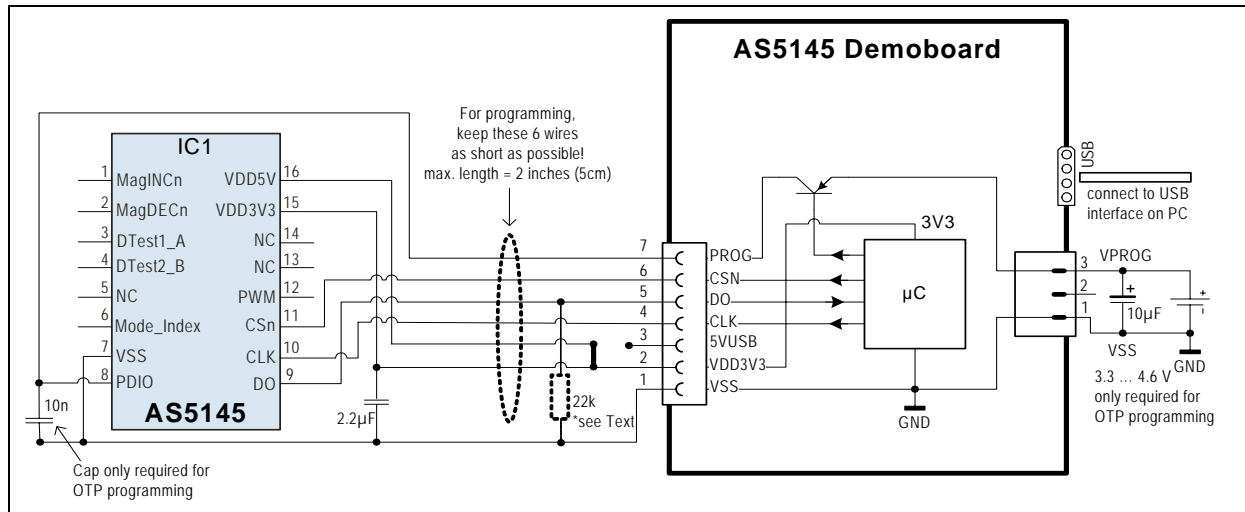 AS5145 Demoboard
For programming,
keep these 6 wires
as short as possible!
max. length = 2 inches (5cm)
IC1
1 MagINCn
2 MagDECn
3 DTest1_A
4 DTest2_B
5 NC
6 Mode_Index
7 VSS
8 PDIO
VDD5V 16
VDD3V3 15
NC 14
NC 13
PWM 12
CSn 11
CLK 10
DO 9
AS5145
10n
Cap only required for
OTP programming
2.2µF
22k
*see Text
7 PROG
6 CSN
5 DO
4 CLK
3 5VUSB
2 VDD3V3
1 VSS
3V3
µC
GND
USB
connect to USB
interface on PC
3 VPROG
2
1
+
10µF
+
-
VSS
GND
3.3 ... 4.6 V
only required for
OTP programming